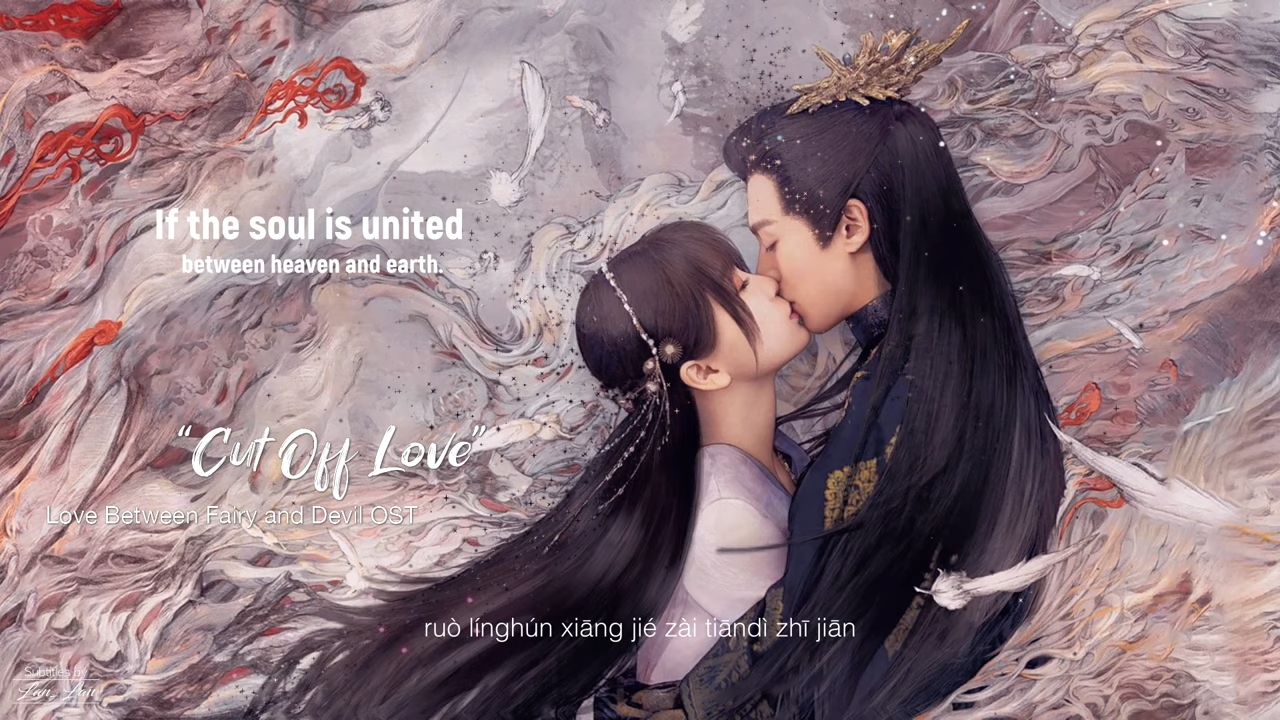 If the soul is united
between heaven and earth.
“Cut Off Love”
Love Between Fairy and Devil OST
ruò línghún xiāng jié zài tiāndì zhī jiān
Subtitles by